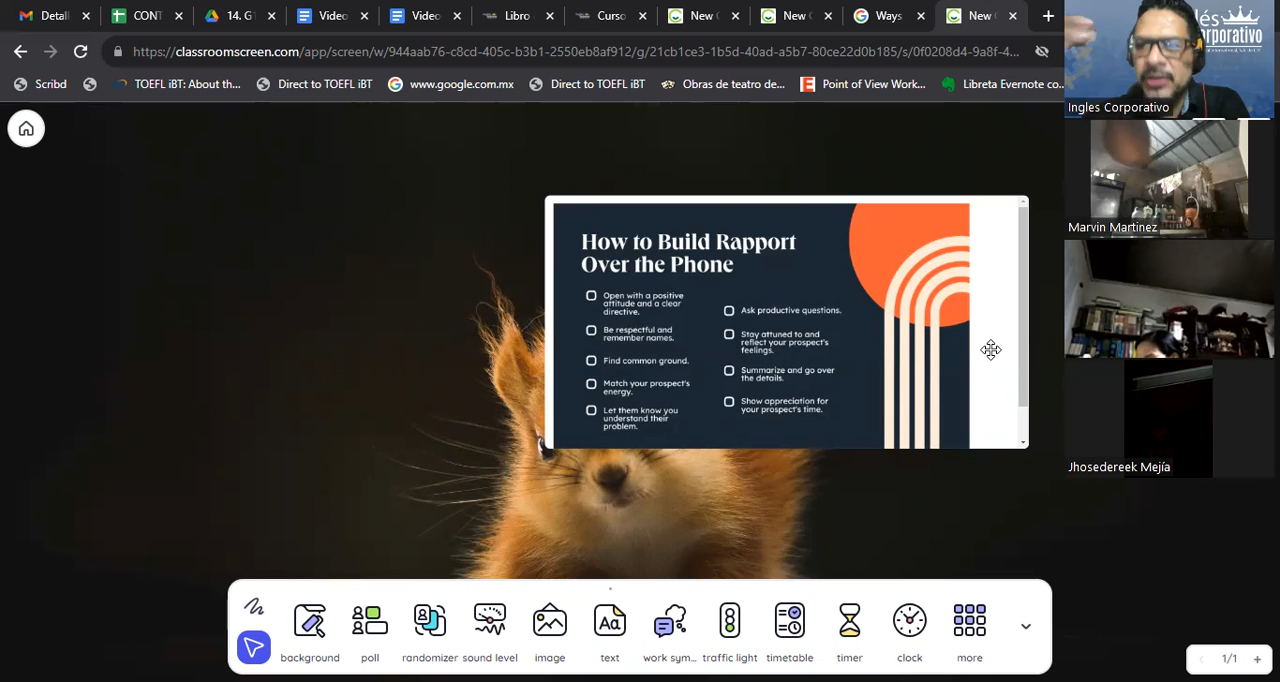 Detall
CONT
14. GT
Video
Video
Libro
Curso
New C
New C
Ways
New C
https://classroomscreen.com/app/screen/w/944aab76-c8cd-405c-b3b1-2550eb8af912/g/21cb1ce3-1b5d-40ad-a5b7-80ce22d0b185/s/0f0208d4-9a8f-4...
Scribd
TOEFL iBT: About th...
Direct to TOEFL iBT
www.google.com.mx
Direct to TOEFL iBT
Obras de teatro de...
Point of View Work...
Libreta Evernote co...
lés
orporativo
Ingles Corporativo
Marvin Martinez
Jhosedereek Mejía
How to Build Rapport
Over the Phone
Open with a positive
attitude and a clear
directive.
Be respectful and
remember names.
Find common ground.
Match your prospect's
energy.
Let them know you
understand their
problem.
Ask productive questions.
Stay attuned to and
reflect your prospect's
feelings.
Summarize and go over
the details.
Show appreciation for
your prospect's time.
background
poll
randomizer
sound level
image
Aa
text
work sym...
traffic light
timetable
timer
clock
more
1/1